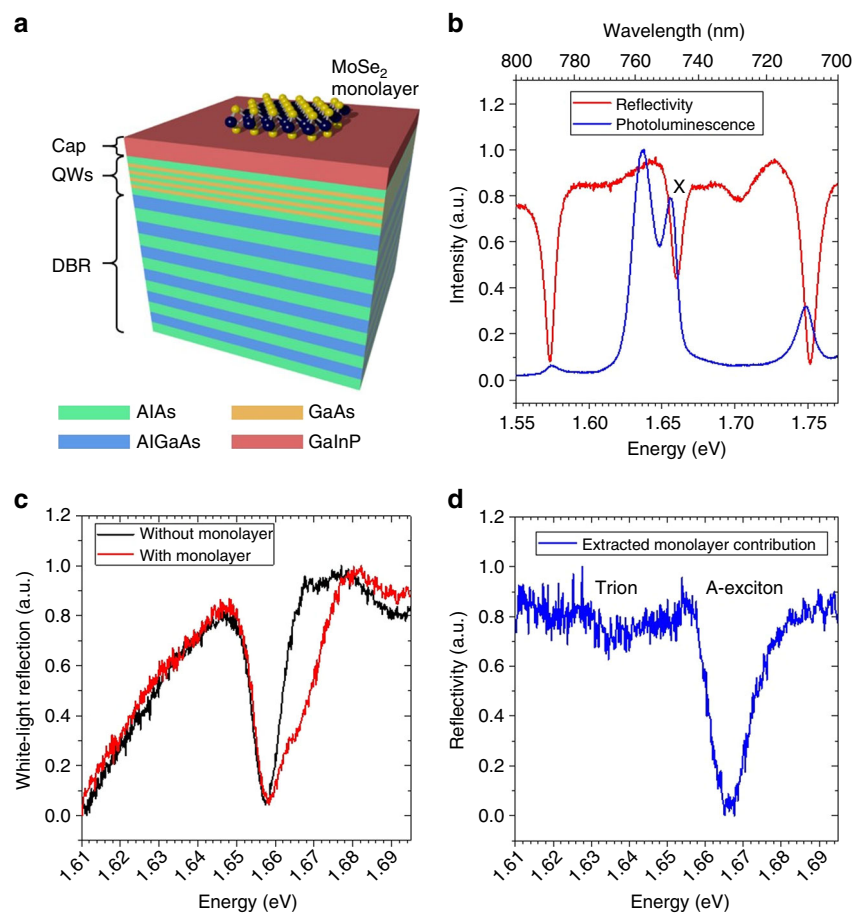 a
MoSe2
monolayer
Cap
QWs
DBR
AlAs
GaAs
AlGaAs
GaInP
b
Wavelength (nm)
800 780 760 740 720 700
Reflectivity
Photoluminescence
X
Intensity (a.u.)
1.2
1.0
0.8
0.6
0.4
0.2
0.0
1.55 1.60 1.65 1.70 1.75
Energy (eV)
c
Without monolayer
With monolayer
White-light reflection (a.u.)
1.2
1.0
0.8
0.6
0.4
0.2
0.0
1.61 1.62 1.63 1.64 1.65 1.66 1.67 1.68 1.69
Energy (eV)
d
Extracted monolayer contribution
Trion
A-exciton
Reflectivity (a.u.)
1.2
1.0
0.8
0.6
0.4
0.2
0.0
1.61 1.62 1.63 1.64 1.65 1.66 1.67 1.68 1.69
Energy (eV)